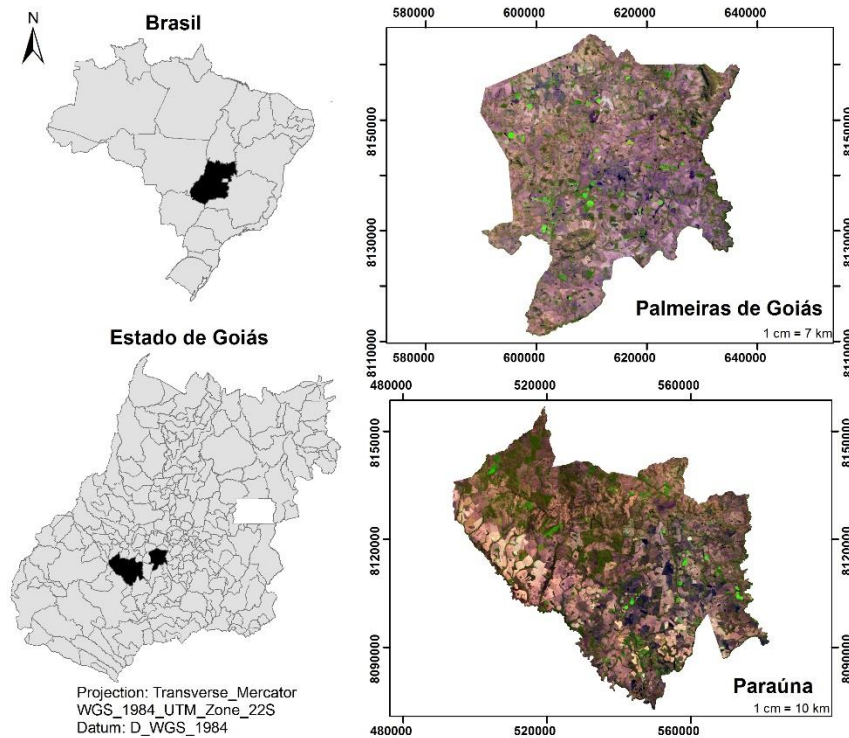 N
Brasil
Estado de Goiás
Projection: Transverse_Mercator
WGS_1984_UTM_Zone_22S
Datum: D_WGS_1984
580000 600000 620000 640000
8150000 8150000
8130000 8130000
8110000 8110000
Palmeiras de Goiás
1 cm = 7 km
580000 600000 620000 640000
480000 520000 560000
8150000 8150000
8120000 8120000
8090000 8090000
Paraúna
1 cm = 10 km
480000 520000 560000